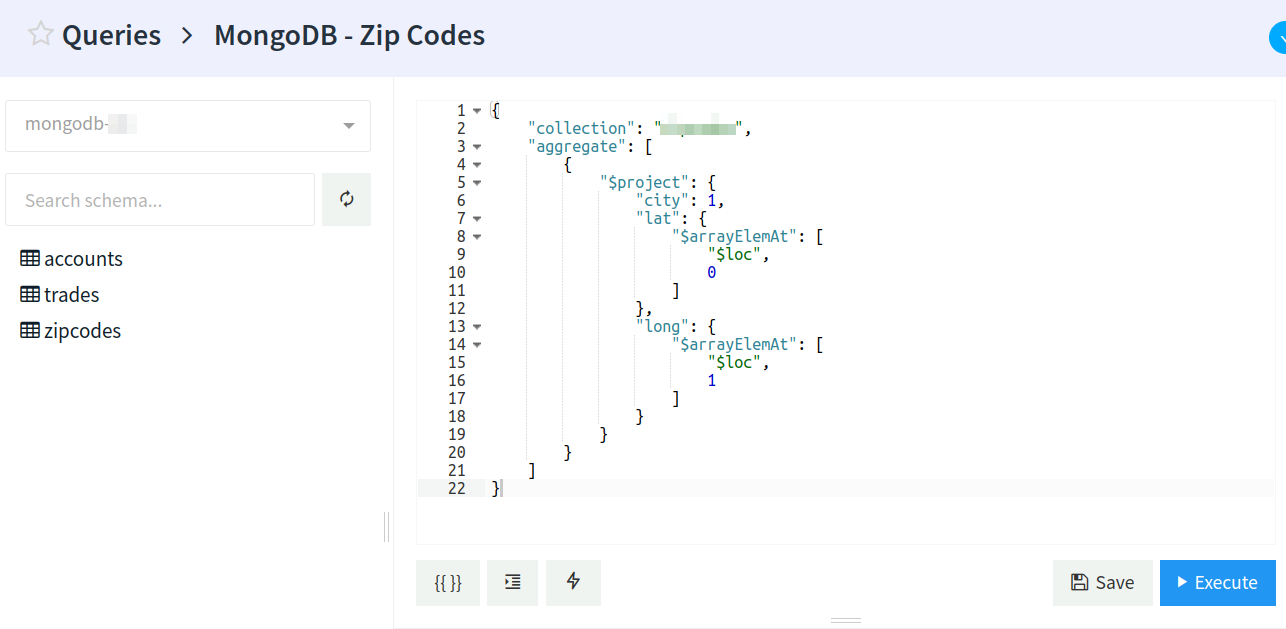 Queries > MongoDB - Zip Codes
mongodb-
Search schema...
accounts
trades
zipcodes
1 {
2 "collection": "",
3 "aggregate": [
4 {
5 "$project": {
6 "city": 1,
7 "lat": {
8 "$arrayElemAt": [
9 "$loc",
10 0
11 ]
12 },
13 "long": {
14 "$arrayElemAt": [
15 "$loc",
16 1
17 ]
18 }
19 }
20 }
21 ]
22 }
{{ }}
Save
Execute